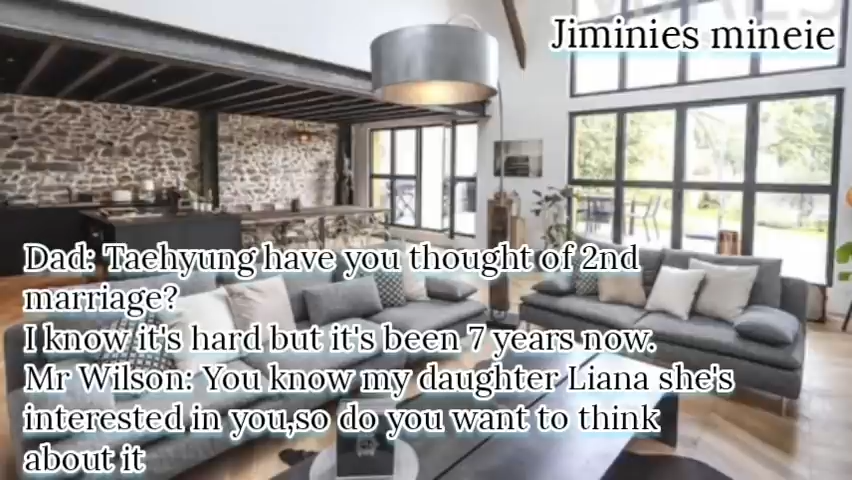 Jiminies mineie
Dad: Taehyung have you thought of 2nd
marriage?
I know it's hard but it's been 7 years now.
Mr Wilson: You know my daughter Liana she's
interested in you,so do you want to think
about it